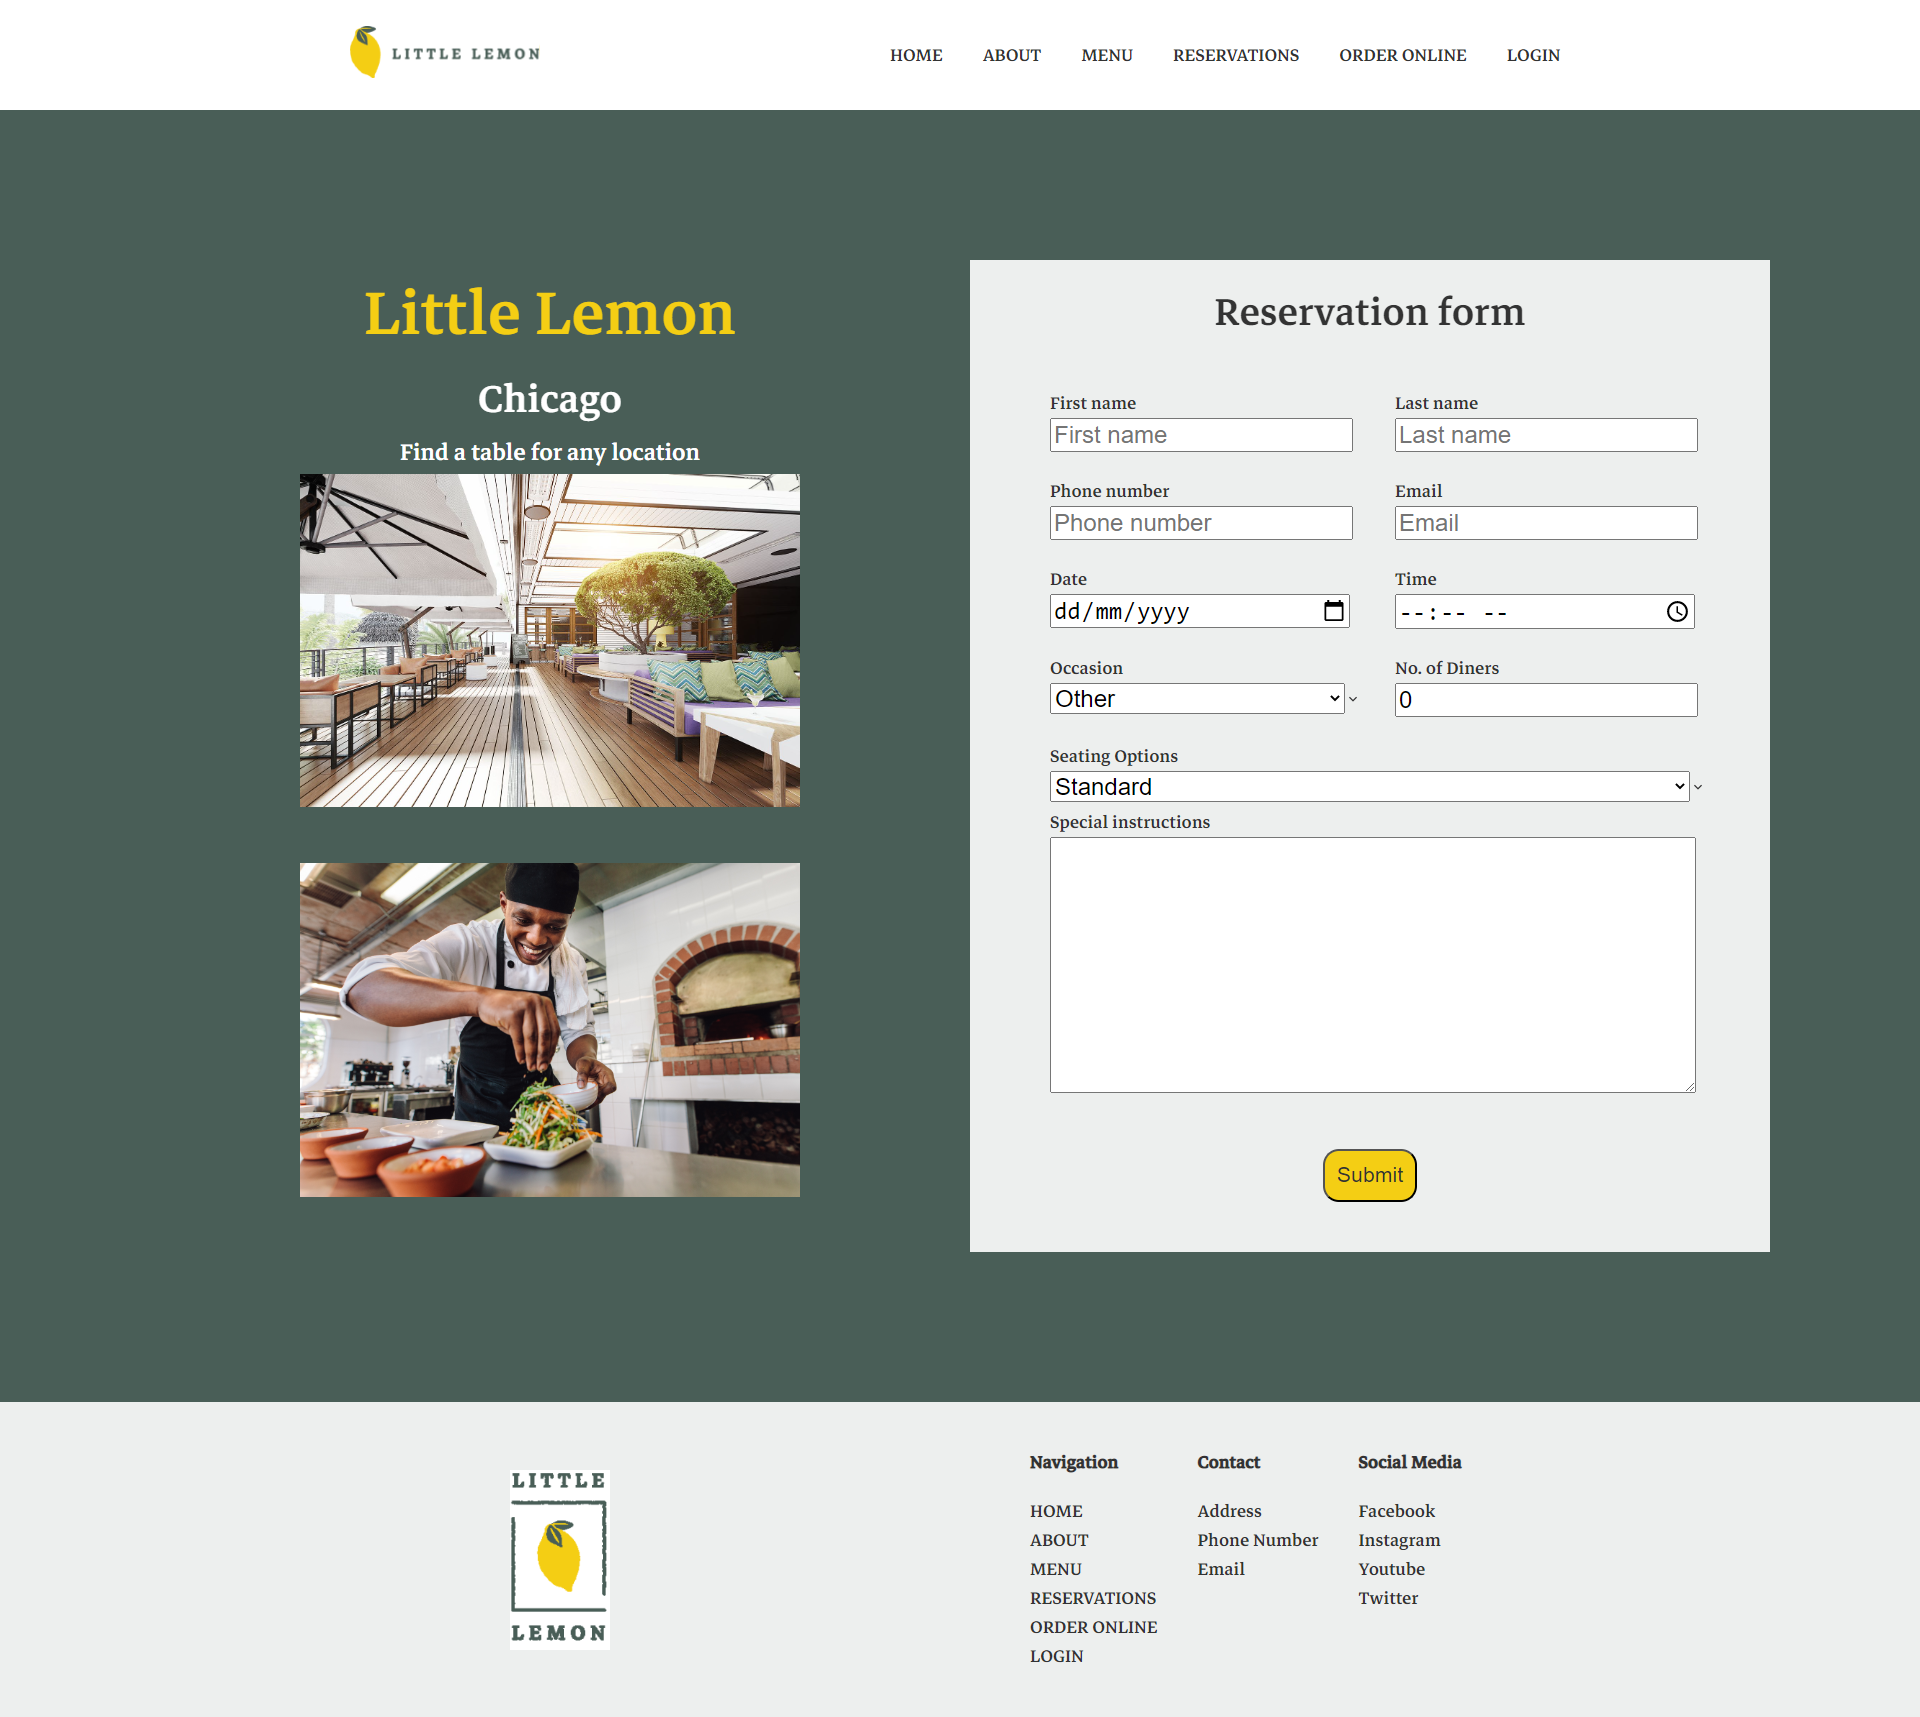 LITTLE LEMON
HOME ABOUT MENU RESERVATIONS ORDER ONLINE LOGIN
Little Lemon
Chicago
Find a table for any location
Reservation form
First name
First name
Last name
Last name
Phone number
Phone number
Email
Email
Date
dd/mm/yyyy
Time
--:-- --
Occasion
Other
No. of Diners
0
Seating Options
Standard
Special instructions
Submit
LITTLE
LEMON
Navigation
HOME
ABOUT
MENU
RESERVATIONS
ORDER ONLINE
LOGIN
Contact
Address
Phone Number
Email
Social Media
Facebook
Instagram
Youtube
Twitter